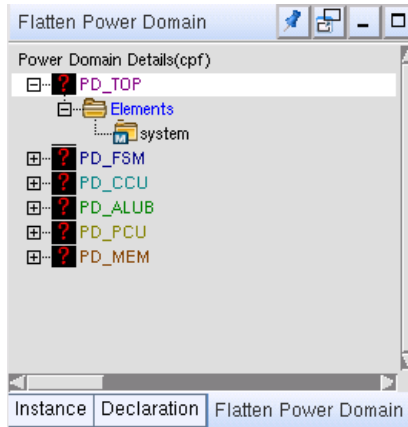 Flatten Power Domain
Power Domain Details(cpf)
? PD_TOP
Elements
M system
? PD_FSM
? PD_CCU
? PD_ALUB
? PD_PCU
? PD_MEM
Instance Declaration Flatten Power Domain